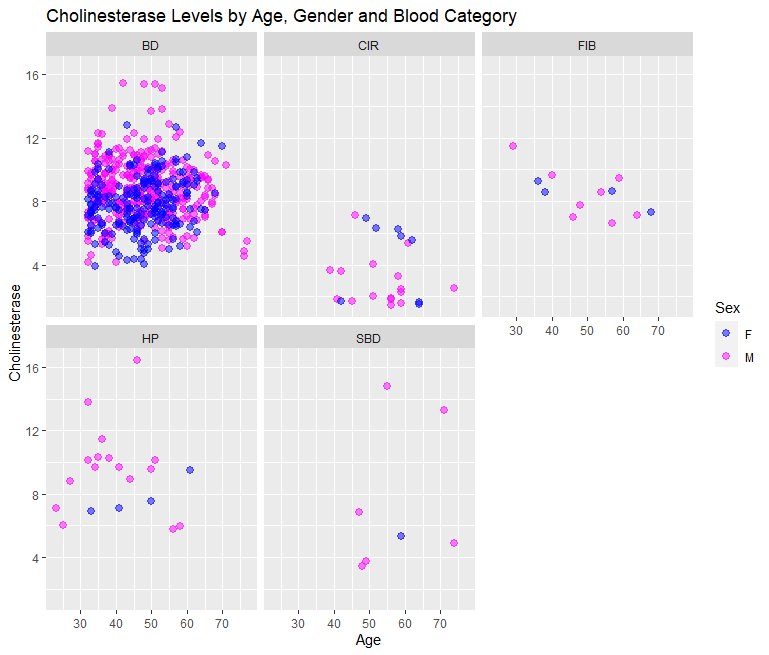 Cholinesterase Levels by Age, Gender and Blood Category
BD
CIR
FIB
16
12
8
4
30 40 50 60 70
HP
SBD
16
12
8
4
30 40 50 60 70
30 40 50 60 70
Cholinesterase
Age
Sex
F
M